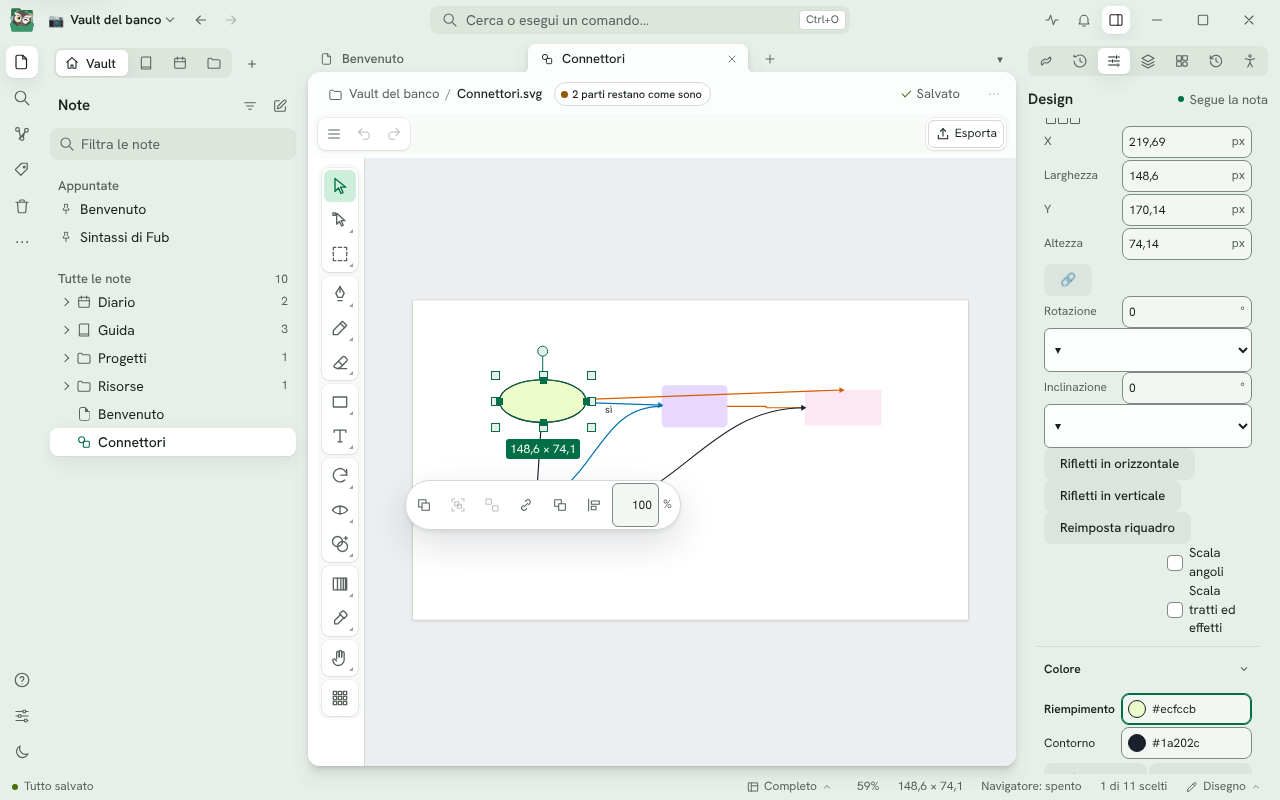 Vault del banco
Cerca o esegui un comando…
Ctrl+O
Vault
Benvenuto
Connettori
Note
Filtra le note
Appuntate
Benvenuto
Sintassi di Fub
Tutte le note 10
Diario 2
Guida 3
Progetti 1
Risorse 1
Benvenuto
Connettori
Vault del banco / Connettori.svg
2 parti restano come sono
Salvato
Esporta
sì
148,6 × 74,1
100 %
Design
Segue la nota
X 219,69 px
Larghezza 148,6 px
Y 170,14 px
Altezza 74,14 px
Rotazione 0 °
Inclinazione 0 °
Rifletti in orizzontale
Rifletti in verticale
Reimposta riquadro
Scala
angoli
Scala
tratti ed
effetti
Colore
Riempimento #ecfccb
Contorno #1a202c
Tutto salvato
Completo
59%
148,6 × 74,1
Navigatore: spento
1 di 11 scelti
Disegno